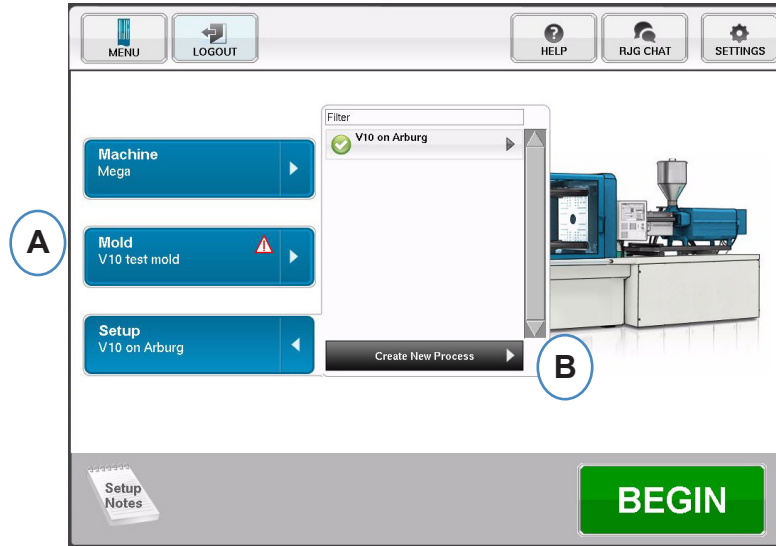 MENU
LOGOUT
HELP
RJG CHAT
SETTINGS
Filter
V10 on Arburg
Machine
Mega
A
Mold
V10 test mold
Setup
V10 on Arburg
Create New Process
B
Setup
Notes
BEGIN